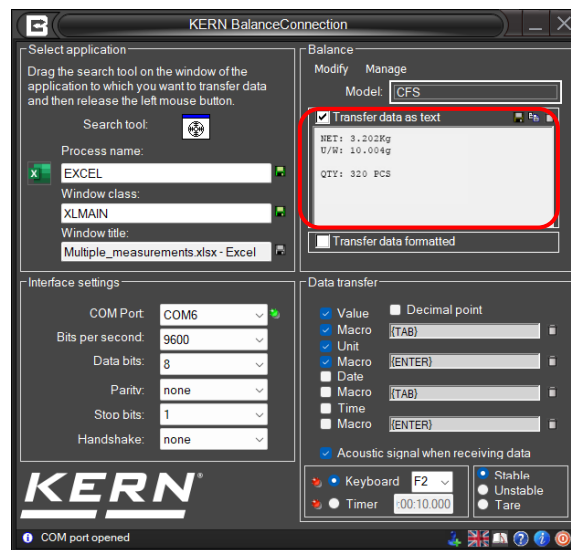 KERN BalanceConnection
Select application
Drag the search tool on the window of the
application to which you want to transfer data
and then release the left mouse button.
Search tool:
Process name:
EXCEL
Window class:
XLMAIN
Window title:
Multiple_measurements.xlsx - Excel
Balance
Modify Manage
Model: CFS
Transfer data as text
NET: 3.202Kg
U/W: 10.004g
QTY: 320 PCS
Transfer data formatted
Interface settings
COM Port: COM6
Bits per second: 9600
Data bits: 8
Parity: none
Stop bits: 1
Handshake: none
KERN®
Data transfer
Value Decimal point
Macro {TAB}
Unit
Macro {ENTER}
Date
Macro {TAB}
Time
Macro {ENTER}
Acoustic signal when receiving data
Keyboard F2
Timer :00:10.000
Stable
Unstable
Tare
COM port opened